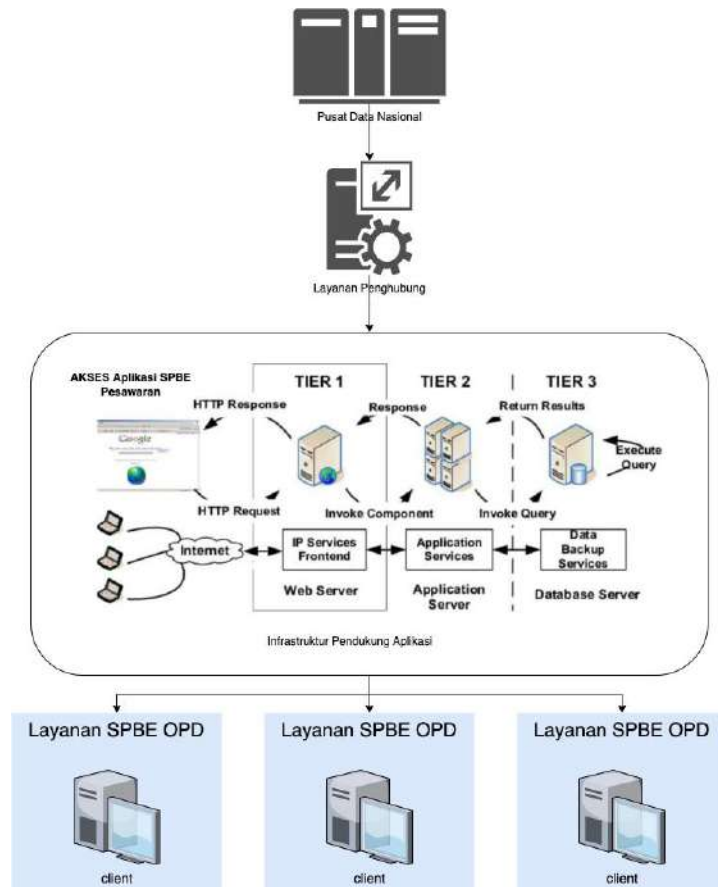 Pusat Data Nasional
Layanan Penghubung
AKSES Aplikasi SPBE
Pesawaran
TIER 1
TIER 2
TIER 3
HTTP Response
Response
Return Results
Google
Execute
Query
HTTP Request
Invoke Component
Invoke Query
Internet
IP Services
Frontend
Application
Services
Data
Backup
Services
Web Server
Application
Server
Database Server
Infrastruktur Pendukung Aplikasi
Layanan SPBE OPD
Layanan SPBE OPD
Layanan SPBE OPD
client
client
client